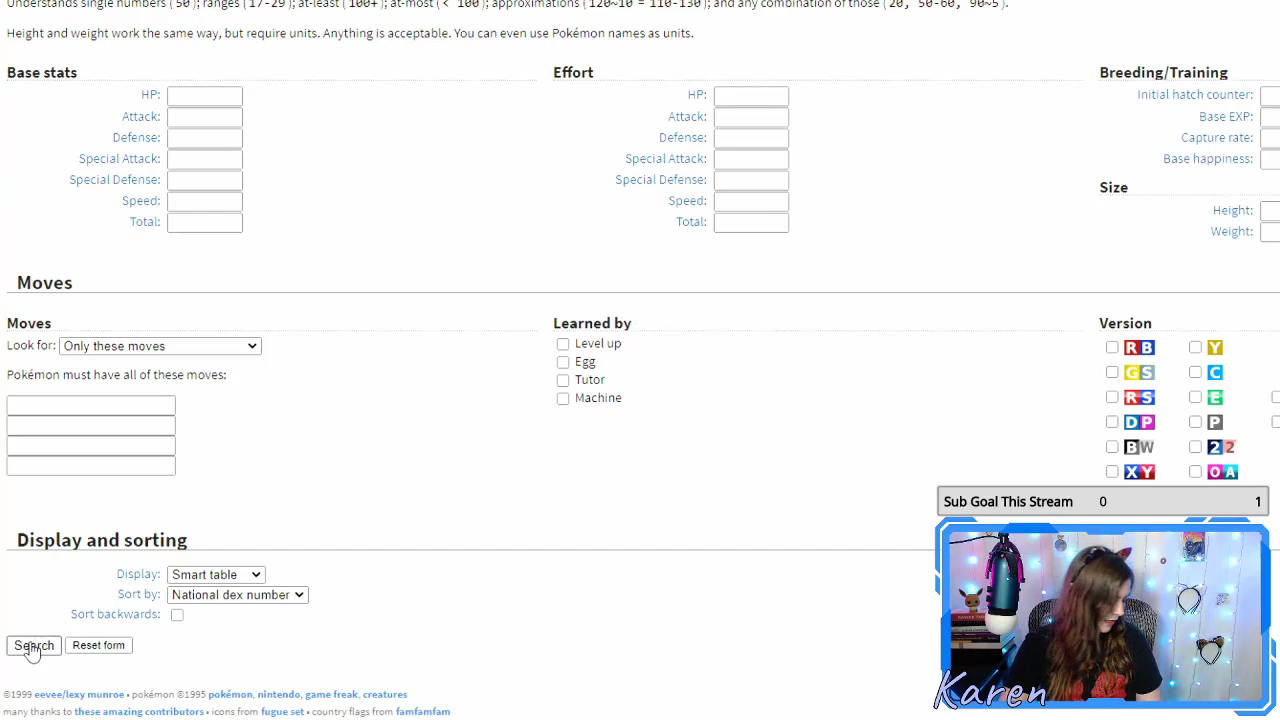 Understands single numbers (50); ranges (17-29); at-least (100+); at-most (< 100); approximations (120~10 = 110-130); and any combination of those (20, 50-60, 90~5).
Height and weight work the same way, but require units. Anything is acceptable. You can even use Pokémon names as units.
Base stats
HP:
Attack:
Defense:
Special Attack:
Special Defense:
Speed:
Total:
Effort
HP:
Attack:
Defense:
Special Attack:
Special Defense:
Speed:
Total:
Breeding/Training
Initial hatch counter:
Base EXP:
Capture rate:
Base happiness:
Size
Height:
Weight:
Moves
Moves
Look for: Only these moves
Pokémon must have all of these moves:
Learned by
Level up
Egg
Tutor
Machine
Version
RB Y
GS C
RS E
DP P
BW 22
XY OA
Sub Goal This Stream 0 1
Display and sorting
Display: Smart table
Sort by: National dex number
Sort backwards:
Search Reset form
©1999 eevee/lexy munroe • pokémon ©1995 pokémon, nintendo, game freak, creatures
many thanks to these amazing contributors • icons from fugue set • country flags from famfamfam
Karen